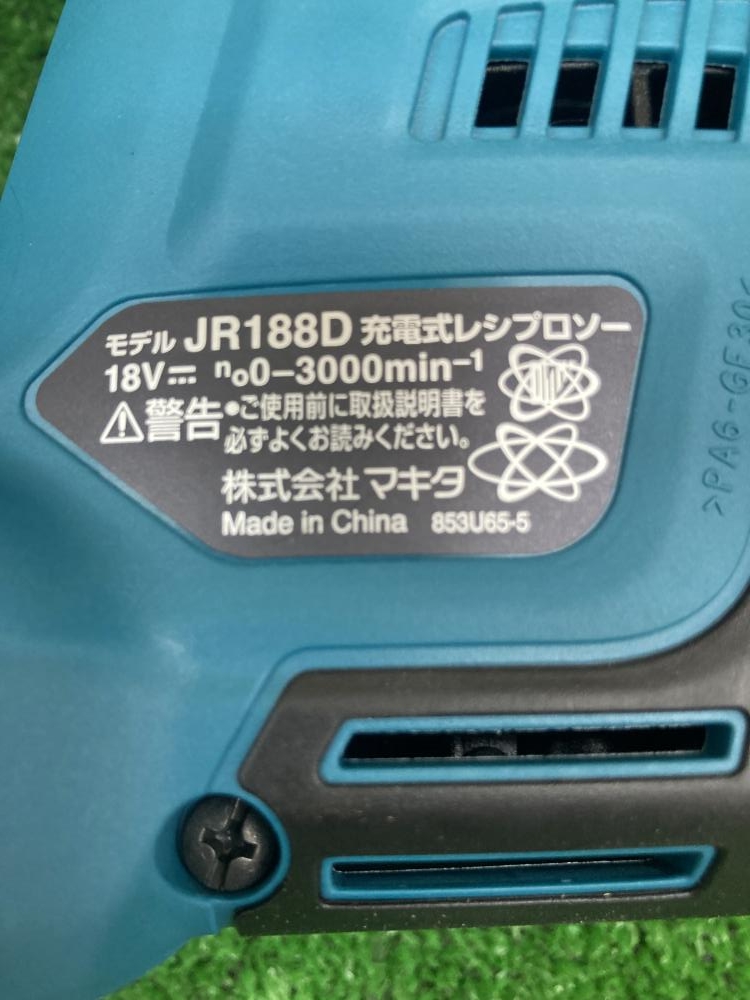 モデル JR188D 充電式レシプロソー
18V⎓ n₀0-3000min⁻¹
⚠警告 ●ご使用前に取扱説明書を
必ずよくお読みください。
株式会社 マキタ
Made in China 853U65-5
>PA6-GF30